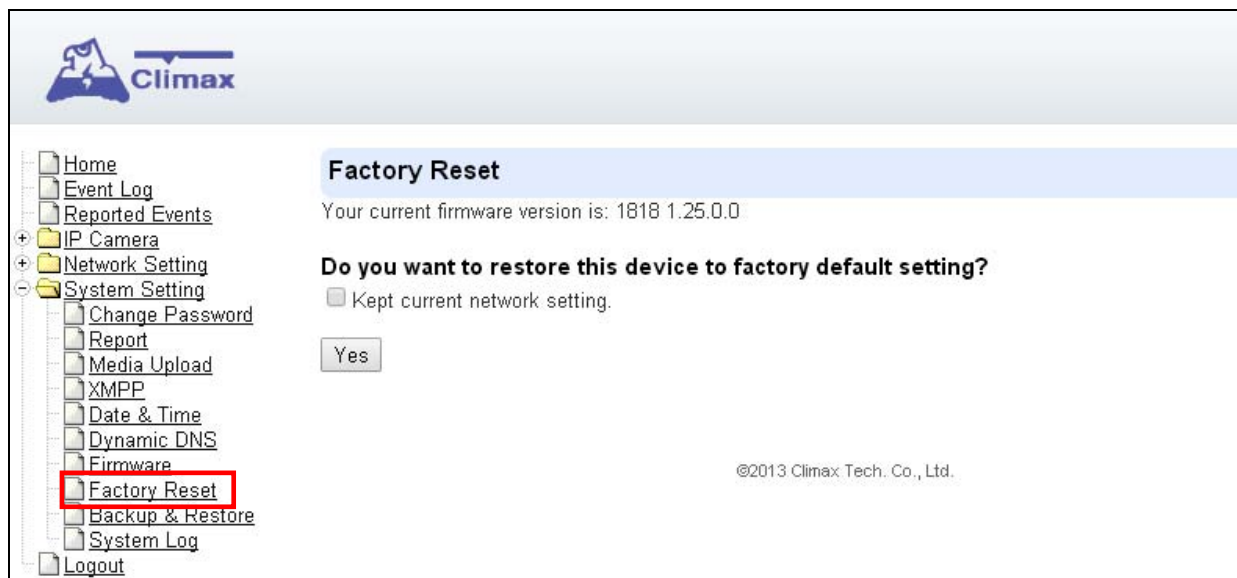 Climax
Home
Event Log
Reported Events
IP Camera
Network Setting
System Setting
Change Password
Report
Media Upload
XMPP
Date & Time
Dynamic DNS
Firmware
Factory Reset
Backup & Restore
System Log
Logout
Factory Reset
Your current firmware version is: 1818 1.25.0.0
Do you want to restore this device to factory default setting?
Kept current network setting.
Yes
©2013 Climax Tech. Co., Ltd.